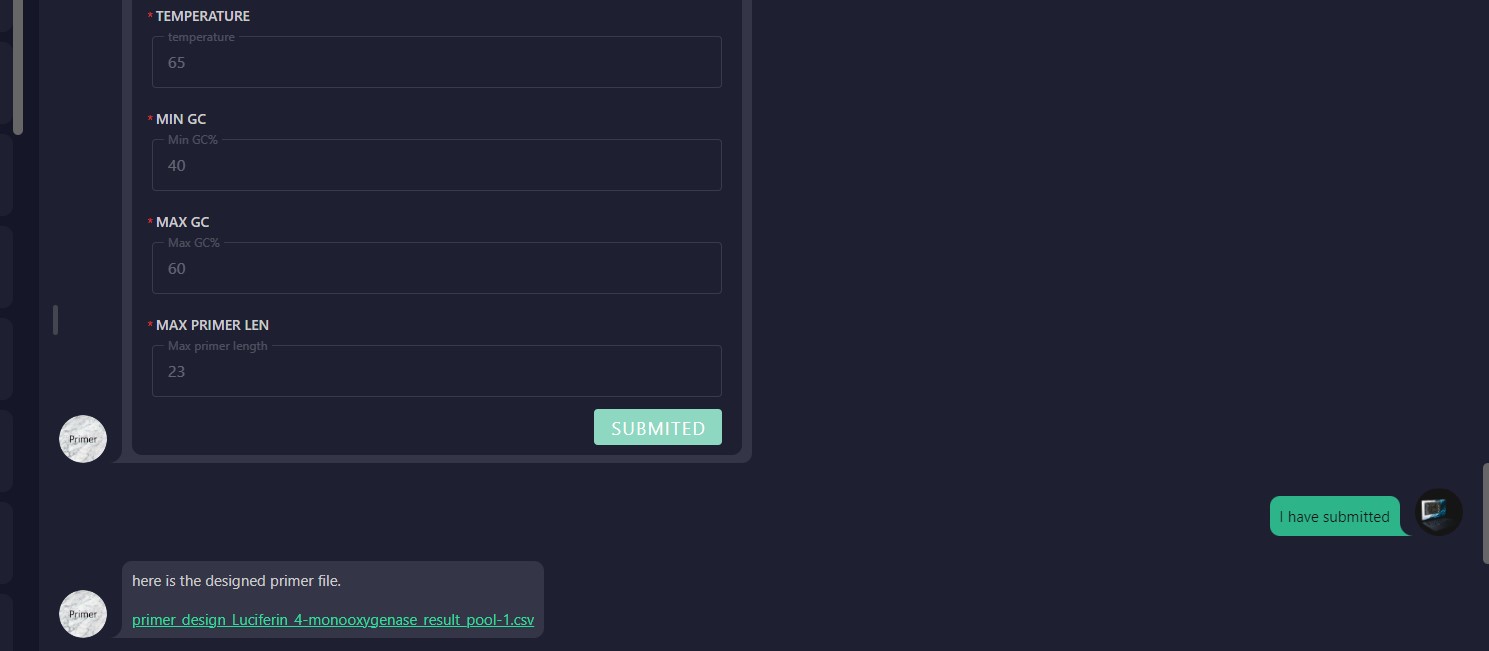 * TEMPERATURE
temperature
65
* MIN GC
Min GC%
40
* MAX GC
Max GC%
60
* MAX PRIMER LEN
Max primer length
23
SUBMITED
Primer
I have submitted
here is the designed primer file.
primer_design_Luciferin_4-monooxygenase_result_pool-1.csv
Primer